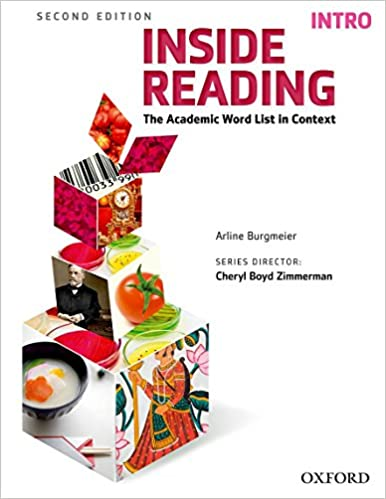 SECOND EDITION
INTRO
INSIDE
READING
The Academic Word List in Context
Arline Burgmeier
SERIES DIRECTOR:
Cheryl Boyd Zimmerman
OXFORD